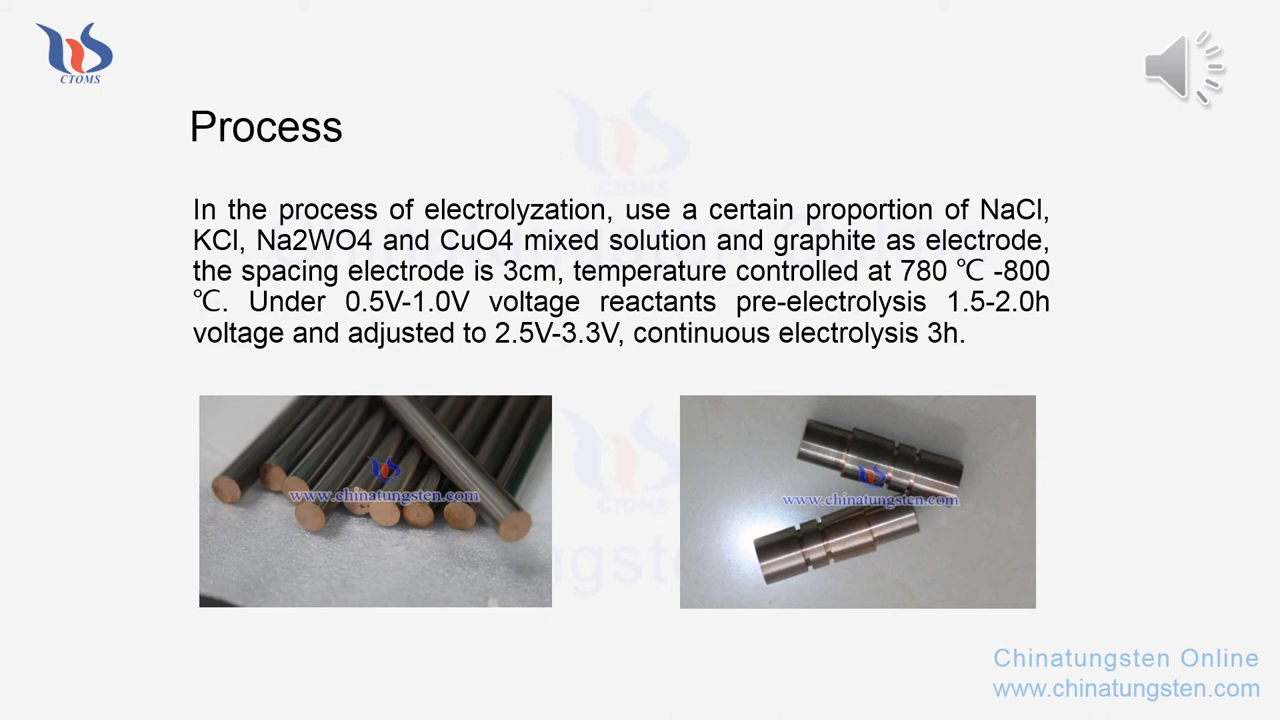 CTOMS
Process
In the process of electrolyzation, use a certain proportion of NaCl,
KCl, Na2WO4 and CuO4 mixed solution and graphite as electrode,
the spacing electrode is 3cm, temperature controlled at 780 ℃ -800
℃. Under 0.5V-1.0V voltage reactants pre-electrolysis 1.5-2.0h
voltage and adjusted to 2.5V-3.3V, continuous electrolysis 3h.
www.chinatungsten.com
www.chinatungsten.com
Chinatungsten Online
www.chinatungsten.com